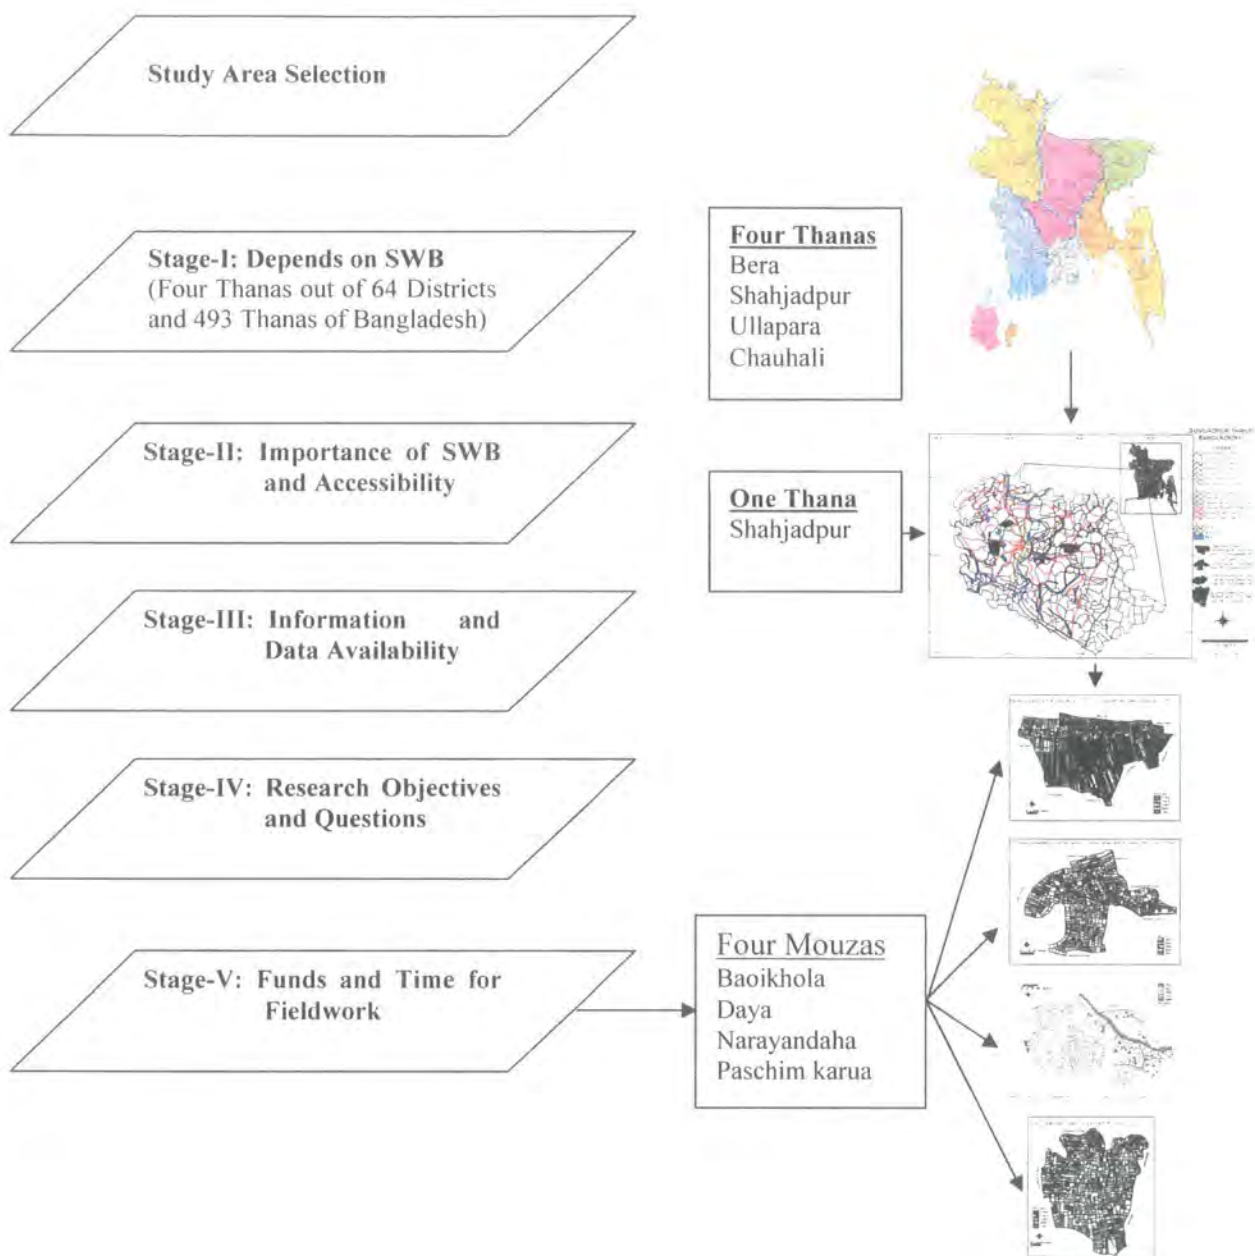 Study Area Selection
Stage-I: Depends on SWB
(Four Thanas out of 64 Districts
and 493 Thanas of Bangladesh)
Four Thanas
Bera
Shahjadpur
Ullapara
Chauhali
Stage-II: Importance of SWB
and Accessibility
One Thana
Shahjadpur
Stage-III: Information and
Data Availability
Stage-IV: Research Objectives
and Questions
Stage-V: Funds and Time for
Fieldwork
Four Mouzas
Baoikhola
Daya
Narayandaha
Paschim karua